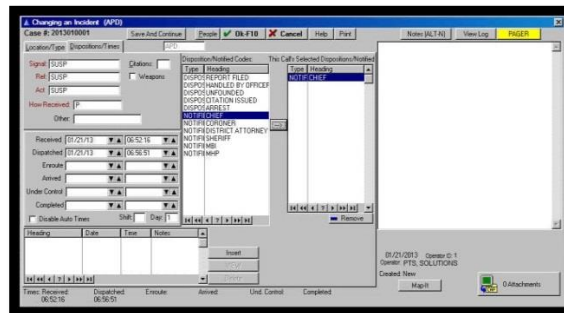 Changing an Incident (APD)
Case #: 2013010001 Save And Continue People Ok-F10 Cancel Help Print Notes (ALT-N) View Log PAGER
Location/Type Dispositions/Times APD
Signal: SUSP Citations:
Ref: SUSP Weapons
Act: SUSP
How Received: P
Other:
Disposition/Notified Codes:
Type Heading
DISPOS REPORT FILED
DISPOS HANDLED BY OFFICER
DISPOS UNFOUNDED
DISPOS CITATION ISSUED
DISPOS ARREST
NOTIFI CHIEF
NOTIFI CORONER
NOTIFI DISTRICT ATTORNEY
NOTIFI SHERIFF
NOTIFI MBI
NOTIFI MHP
This Call's Selected Dispositions/Notified
Type Heading
NOTIFI CHIEF
Remove
Received: 01/21/13 06:52:16
Dispatched: 01/21/13 06:56:51
Enroute:
Arrived:
Under Control:
Completed:
Disable Auto Times Shift: Day: 1
Heading Date Time Notes
Insert
Delete
Times: Received: Dispatched: Enroute: Arrived: Und. Control: Completed:
06:52:16 06:56:51
01/21/2013 Operator ID: 1
Operator: PTS, SOLUTIONS
Created: New
Map-It
0 Attachments